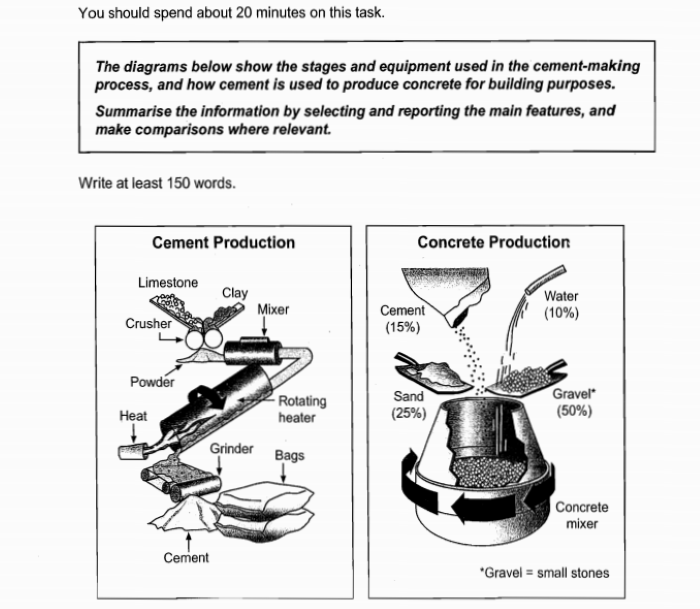 You should spend about 20 minutes on this task.
The diagrams below show the stages and equipment used in the cement-making
process, and how cement is used to produce concrete for building purposes.
Summarise the information by selecting and reporting the main features, and
make comparisons where relevant.
Write at least 150 words.
Cement Production
Limestone
Clay
Mixer
Crusher
Powder
Rotating
heater
Heat
Grinder
Bags
Cement
Concrete Production
Water
(10%)
Cement
(15%)
Sand
(25%)
Gravel*
(50%)
Concrete
mixer
*Gravel = small stones